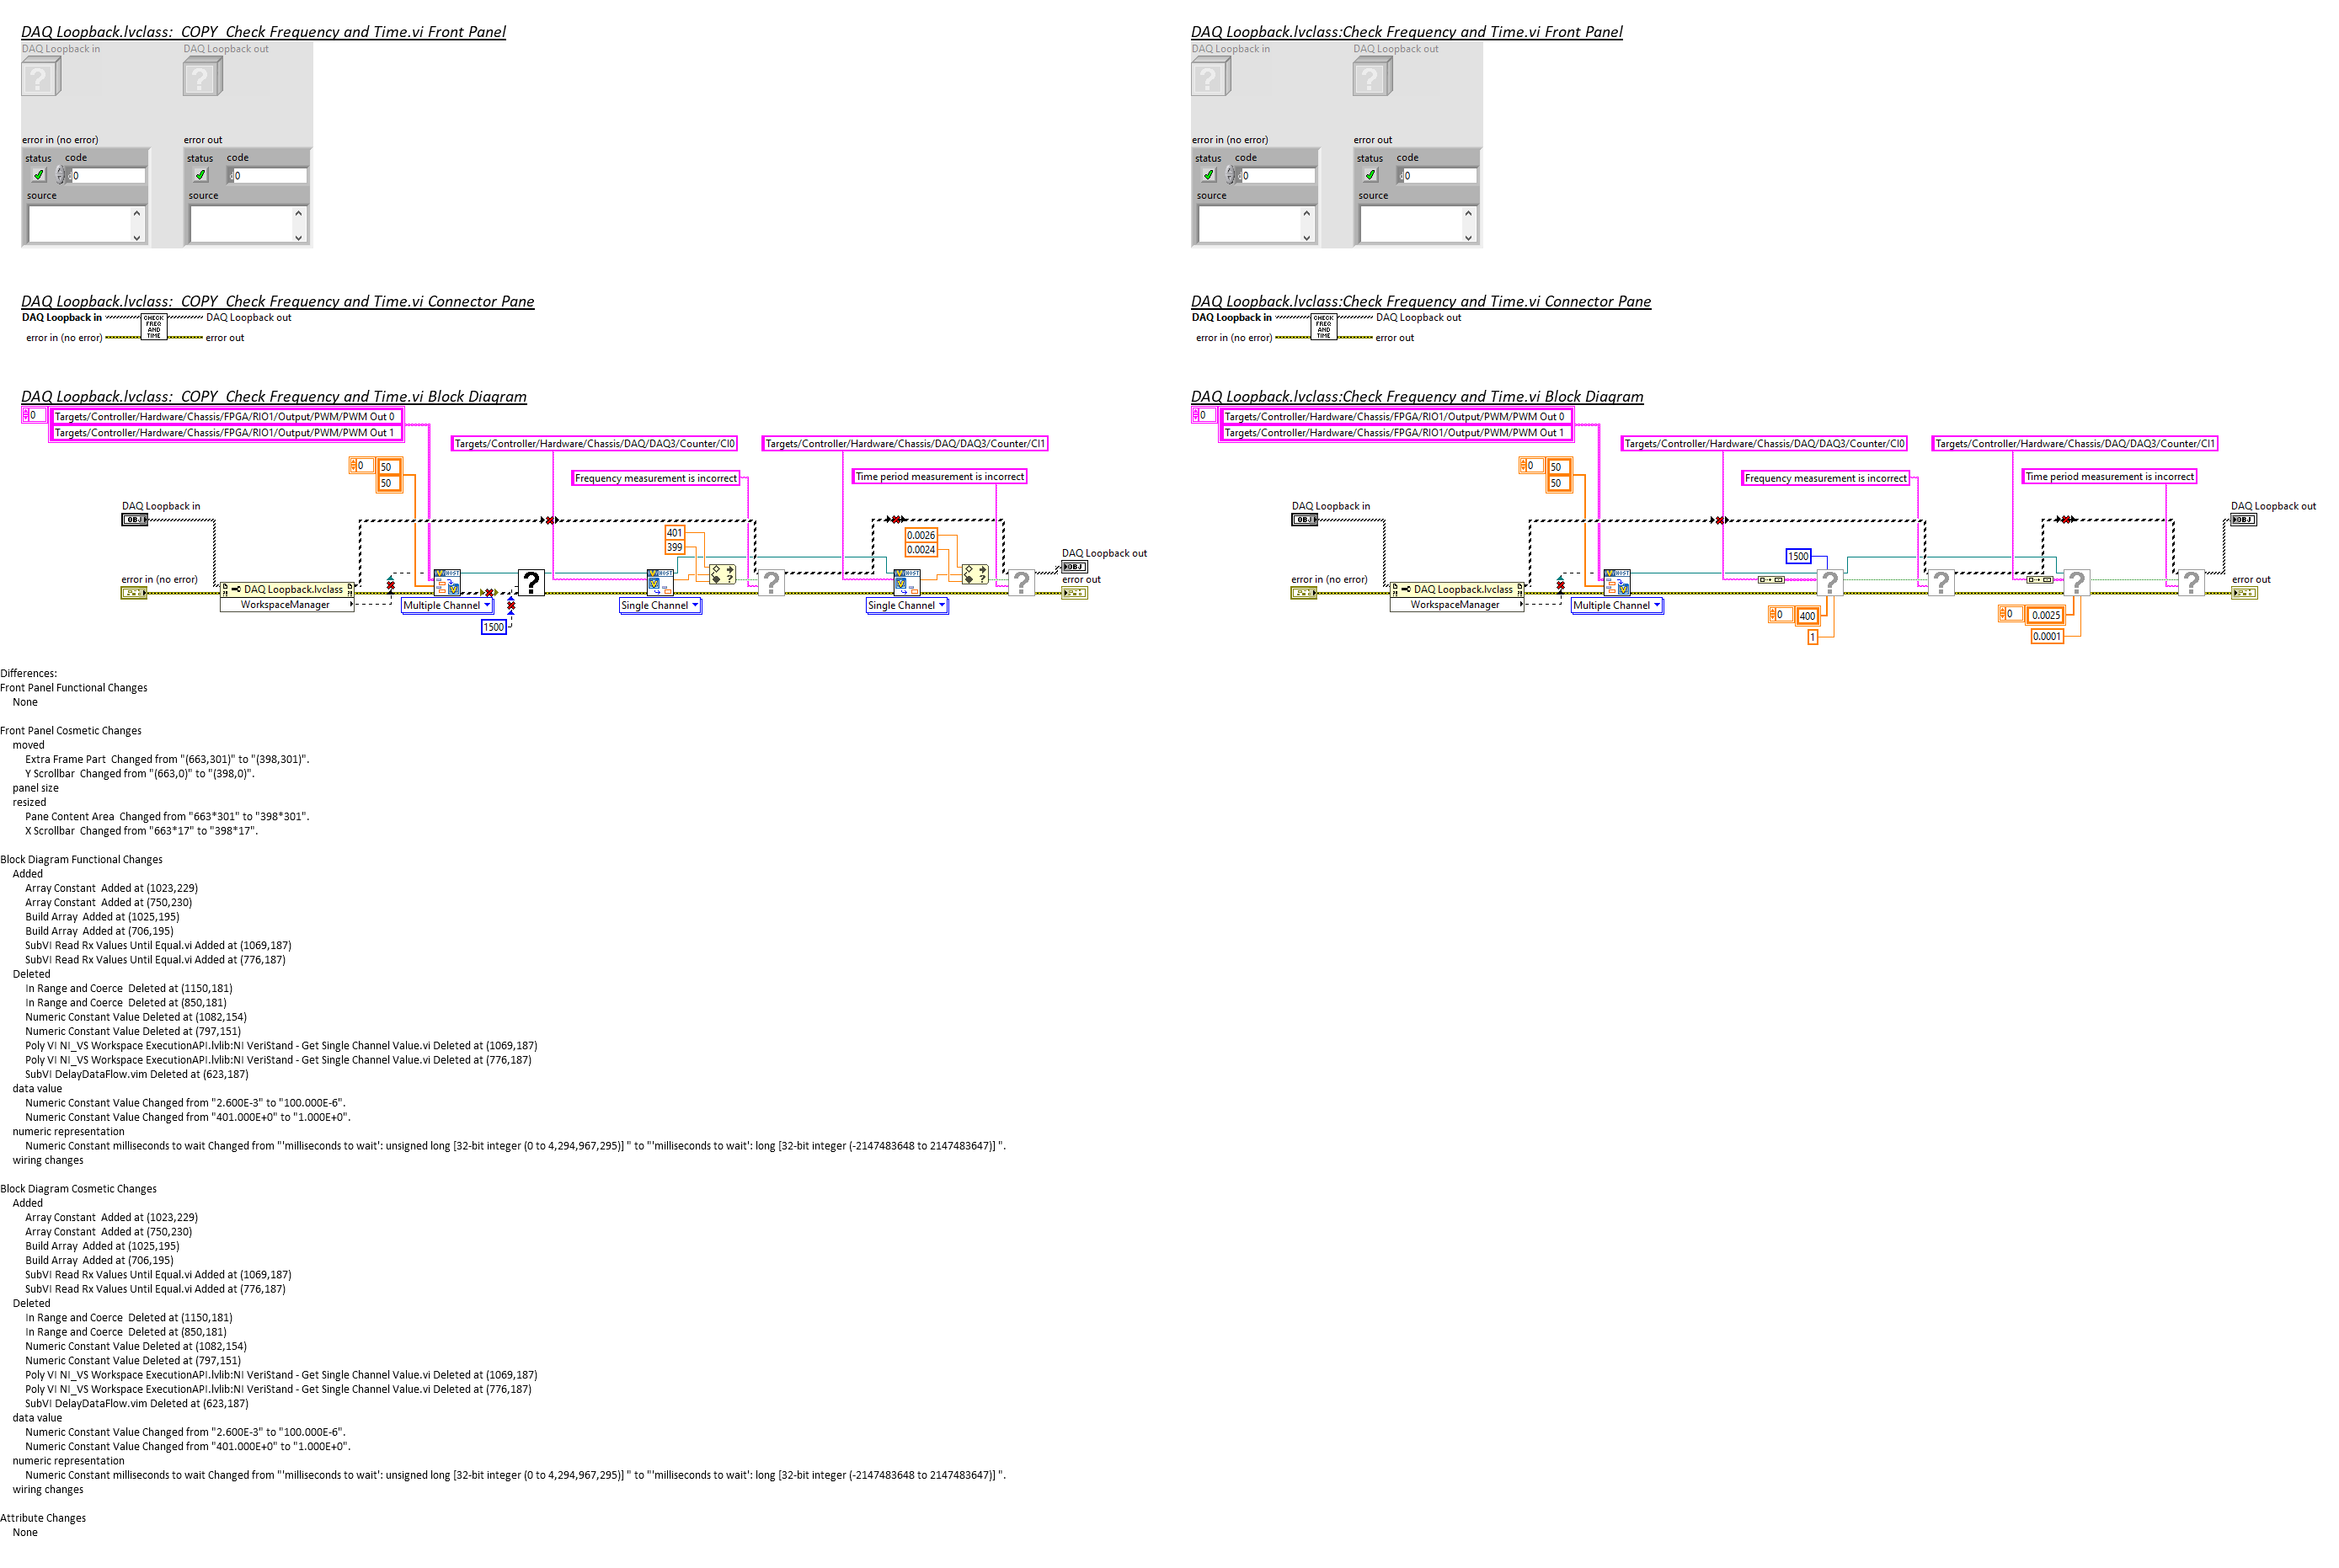 DAQ Loopback.lvclass:  COPY  Check Frequency and Time.vi Front Panel
DAQ Loopback in
DAQ Loopback out
error in (no error)
error out
status code
status code
0
0
source
source
DAQ Loopback.lvclass:Check Frequency and Time.vi Front Panel
DAQ Loopback in
DAQ Loopback out
error in (no error)
error out
status code
status code
0
0
source
source
DAQ Loopback.lvclass:  COPY  Check Frequency and Time.vi Connector Pane
DAQ Loopback in
CHECK
FREQ
AND
TIME
DAQ Loopback out
error in (no error)
error out
DAQ Loopback.lvclass:Check Frequency and Time.vi Connector Pane
DAQ Loopback in
CHECK
FREQ
AND
TIME
DAQ Loopback out
error in (no error)
error out
DAQ Loopback.lvclass:  COPY  Check Frequency and Time.vi Block Diagram
0
Targets/Controller/Hardware/Chassis/FPGA/RIO1/Output/PWM/PWM Out 0
Targets/Controller/Hardware/Chassis/FPGA/RIO1/Output/PWM/PWM Out 1
Targets/Controller/Hardware/Chassis/DAQ/DAQ3/Counter/CI0
Targets/Controller/Hardware/Chassis/DAQ/DAQ3/Counter/CI1
0
50
50
Frequency measurement is incorrect
Time period measurement is incorrect
DAQ Loopback in
OBJ
401
399
0.0026
0.0024
DAQ Loopback out
OBJ
error in (no error)
error out
DAQ Loopback.lvclass
WorkspaceManager
HOST
?
HOST
?
HOST
?
Multiple Channel
Single Channel
Single Channel
1500
DAQ Loopback.lvclass:Check Frequency and Time.vi Block Diagram
0
Targets/Controller/Hardware/Chassis/FPGA/RIO1/Output/PWM/PWM Out 0
Targets/Controller/Hardware/Chassis/FPGA/RIO1/Output/PWM/PWM Out 1
Targets/Controller/Hardware/Chassis/DAQ/DAQ3/Counter/CI0
Targets/Controller/Hardware/Chassis/DAQ/DAQ3/Counter/CI1
0
50
50
Frequency measurement is incorrect
Time period measurement is incorrect
DAQ Loopback in
OBJ
DAQ Loopback out
OBJ
1500
error in (no error)
error out
DAQ Loopback.lvclass
WorkspaceManager
HOST
?
?
?
?
Multiple Channel
0
400
1
0
0.0025
0.0001
Differences:
Front Panel Functional Changes
None
Front Panel Cosmetic Changes
moved
Extra Frame Part  Changed from "(663,301)" to "(398,301)".
Y Scrollbar  Changed from "(663,0)" to "(398,0)".
panel size
resized
Pane Content Area  Changed from "663*301" to "398*301".
X Scrollbar  Changed from "663*17" to "398*17".
Block Diagram Functional Changes
Added
Array Constant  Added at (1023,229)
Array Constant  Added at (750,230)
Build Array  Added at (1025,195)
Build Array  Added at (706,195)
SubVI Read Rx Values Until Equal.vi Added at (1069,187)
SubVI Read Rx Values Until Equal.vi Added at (776,187)
Deleted
In Range and Coerce  Deleted at (1150,181)
In Range and Coerce  Deleted at (850,181)
Numeric Constant Value Deleted at (1082,154)
Numeric Constant Value Deleted at (797,151)
Poly VI NI_VS Workspace ExecutionAPI.lvlib:NI VeriStand - Get Single Channel Value.vi Deleted at (1069,187)
Poly VI NI_VS Workspace ExecutionAPI.lvlib:NI VeriStand - Get Single Channel Value.vi Deleted at (776,187)
SubVI DelayDataFlow.vim Deleted at (623,187)
data value
Numeric Constant Value Changed from "2.600E-3" to "100.000E-6".
Numeric Constant Value Changed from "401.000E+0" to "1.000E+0".
numeric representation
Numeric Constant milliseconds to wait Changed from "'milliseconds to wait': unsigned long [32-bit integer (0 to 4,294,967,295)] " to "'milliseconds to wait': long [32-bit integer (-2147483648 to 2147483647)] ".
wiring changes
Block Diagram Cosmetic Changes
Added
Array Constant  Added at (1023,229)
Array Constant  Added at (750,230)
Build Array  Added at (1025,195)
Build Array  Added at (706,195)
SubVI Read Rx Values Until Equal.vi Added at (1069,187)
SubVI Read Rx Values Until Equal.vi Added at (776,187)
Deleted
In Range and Coerce  Deleted at (1150,181)
In Range and Coerce  Deleted at (850,181)
Numeric Constant Value Deleted at (1082,154)
Numeric Constant Value Deleted at (797,151)
Poly VI NI_VS Workspace ExecutionAPI.lvlib:NI VeriStand - Get Single Channel Value.vi Deleted at (1069,187)
Poly VI NI_VS Workspace ExecutionAPI.lvlib:NI VeriStand - Get Single Channel Value.vi Deleted at (776,187)
SubVI DelayDataFlow.vim Deleted at (623,187)
data value
Numeric Constant Value Changed from "2.600E-3" to "100.000E-6".
Numeric Constant Value Changed from "401.000E+0" to "1.000E+0".
numeric representation
Numeric Constant milliseconds to wait Changed from "'milliseconds to wait': unsigned long [32-bit integer (0 to 4,294,967,295)] " to "'milliseconds to wait': long [32-bit integer (-2147483648 to 2147483647)] ".
wiring changes
Attribute Changes
None